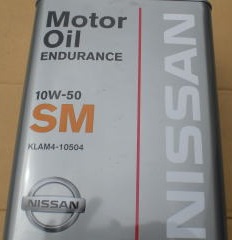 Motor
Oil
ENDURANCE
10W-50
SM
KLAM4-10504
NISSAN
NISSAN